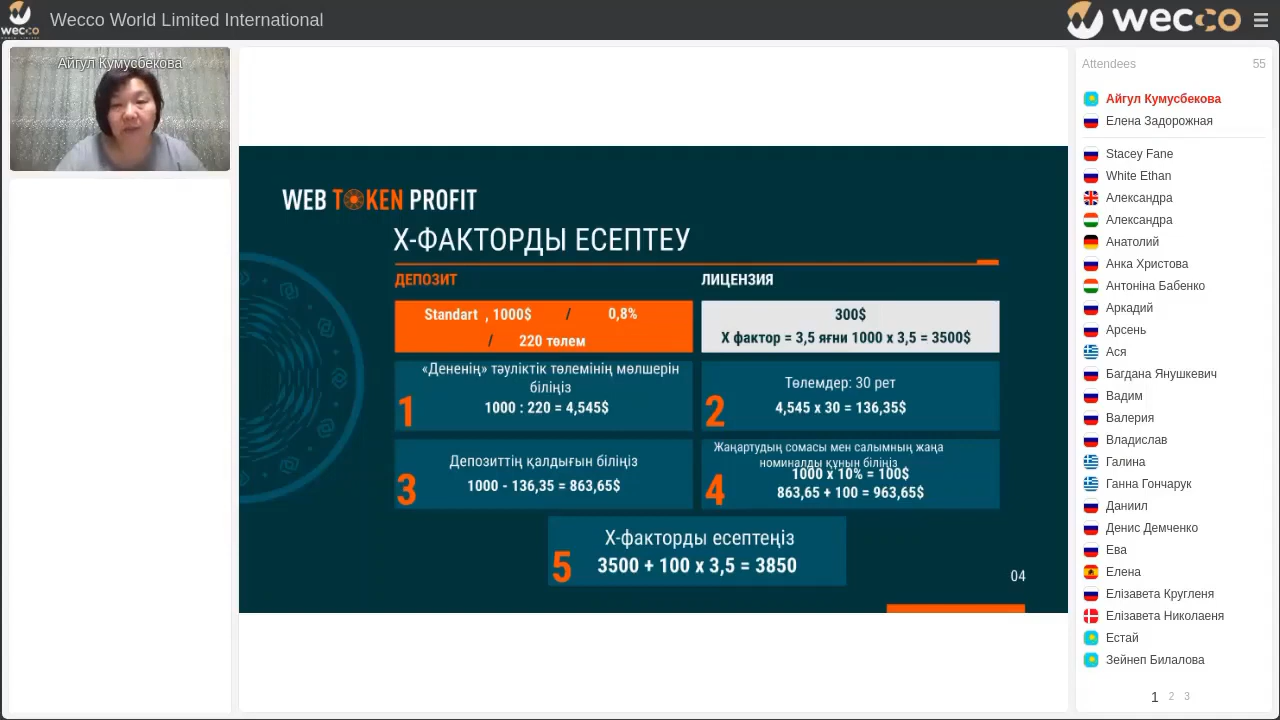 Wecco World Limited International
wecco
WORLD LIMITED
wecco
Айгул Кумусбекова
WEB TOKEN PROFIT
Х-ФАКТОРДЫ ЕСЕПТЕУ
ДЕПОЗИТ
Standart , 1000$ / 0,8%
/ 220 төлем
ЛИЦЕНЗИЯ
300$
Х фактор = 3,5 яғни 1000 х 3,5 = 3500$
1
«Дененің» тәуліктік төлемінің мөлшерін
біліңіз
1000 : 220 = 4,545$
2
Төлемдер: 30 рет
4,545 х 30 = 136,35$
3
Депозиттің қалдығын біліңіз
1000 - 136,35 = 863,65$
4
Жаңартудың сомасы мен салымның жаңа
номиналды құнын біліңіз
1000 х 10% = 100$
863,65 + 100 = 963,65$
5
Х-факторды есептеңіз
3500 + 100 х 3,5 = 3850
04
Attendees 55
Айгул Кумусбекова
Елена Задорожная
Stacey Fane
White Ethan
Александра
Александра
Анатолий
Анка Христова
Антоніна Бабенко
Аркадий
Арсень
Ася
Багдана Янушкевич
Вадим
Валерия
Владислав
Галина
Ганна Гончарук
Даниил
Денис Демченко
Ева
Елена
Елізавета Кругленя
Елізавета Николаеня
Естай
Зейнеп Билалова
1 2 3